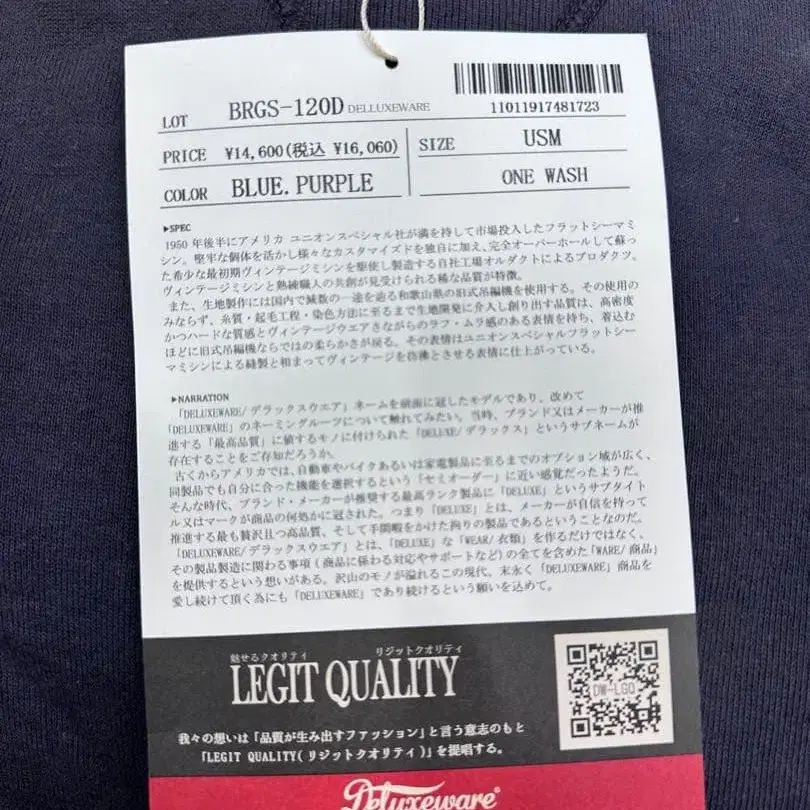 LOT BRGS-120D DELLUXEWARE
11011917481723
PRICE ¥14,600(税込 ¥16,060)
SIZE USM
COLOR BLUE. PURPLE
ONE WASH
▶SPEC
1950 年後半にアメリカ ユニオンスペシャル社が満を持して市場投入したフラットシーマミ
シン。堅牢な個体を活かし様々なカスタマイズドを独自に加え、完全オーバーホールして蘇っ
た希少な最初期ヴィンテージミシンを駆使し製造する自社工場オルダクトによるプロダクツ。
ヴィンテージミシンと熟練職人の共創が見受けられる稀な品質が特徴。
また、生地製作には国内で減数の一途を辿る和歌山県の旧式吊編機を使用する。その使用の
みならず、糸質・起毛工程・染色方法に至るまで生地開発に介入し創り出す品質は、高密度
かつハードな質感とヴィンテージウエアさながらのラフ・ムラ感のある表情を持ち、着込む
ほどに旧式吊編機ならではの柔らかさが戻る。その表情はユニオンスペシャルフラットシー
マミシンによる縫製と相まってヴィンテージを彷彿とさせる表情に仕上がっている。
▶NARRATION
「DELUXEWARE/デラックスウエア」ネームを前面に冠したモデルであり、改めて
「DELUXEWARE」のネーミングルーツについて触れてみたい。当時、ブランド又はメーカーが推
進する「最高品質」に値するモノに付けられた「DELUXE/デラックス」というサブネームが
存在することをご存知だろうか。
古くからアメリカでは、自動車やバイクあるいは家電製品に至るまでのオプション域が広く、
同製品でも自分に合った機能を選択するという「セミオーダー」に近い感覚だったようだ。
そんな時代、ブランド・メーカーが推奨する最高ランク製品に「DELUXE」というサブタイト
ル又はマークが商品の何処かに冠された。つまり「DELUXE」とは、メーカーが自信を持って
推進する最も贅沢且つ高品質、そして手間暇をかけた拘りの製品であるということなのだ。
「DELUXEWARE/デラックスウエア」とは、「DELUXE」な「WEAR/衣類」を作るだけではなく、
その製品製造に関わる事項(商品に係わる対応やサポートなど)の全てを含めた「WARE/商品」
を提供するという想いがある。沢山のモノが溢れるこの現代、末永く「DELUXEWARE」商品を
愛し続けて頂く為にも「DELUXEWARE」であり続けるという願いを込めて。
魅せるクオリティ リジットクオリティ
LEGIT QUALITY
DW-LGQ
我々の想いは「品質が生み出すファッション」と言う意志のもと
「LEGIT QUALITY(リジットクオリティ)」を提唱する。
Deluxeware®